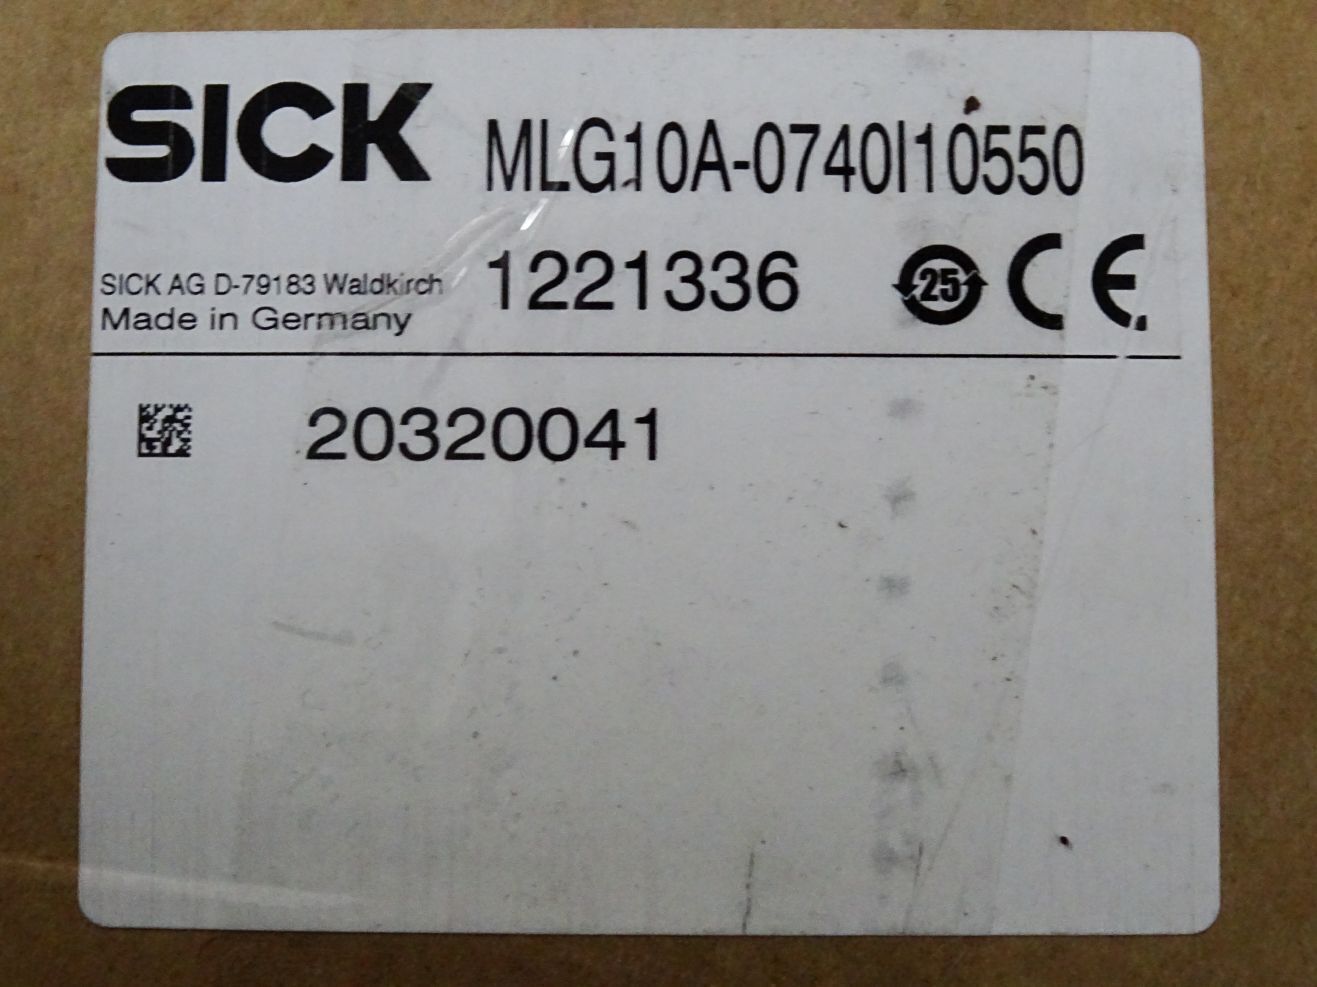 SICK
MLG10A-0740I10550
SICK AG D-79183 Waldkirch
Made in Germany
1221336
25
CE
20320041